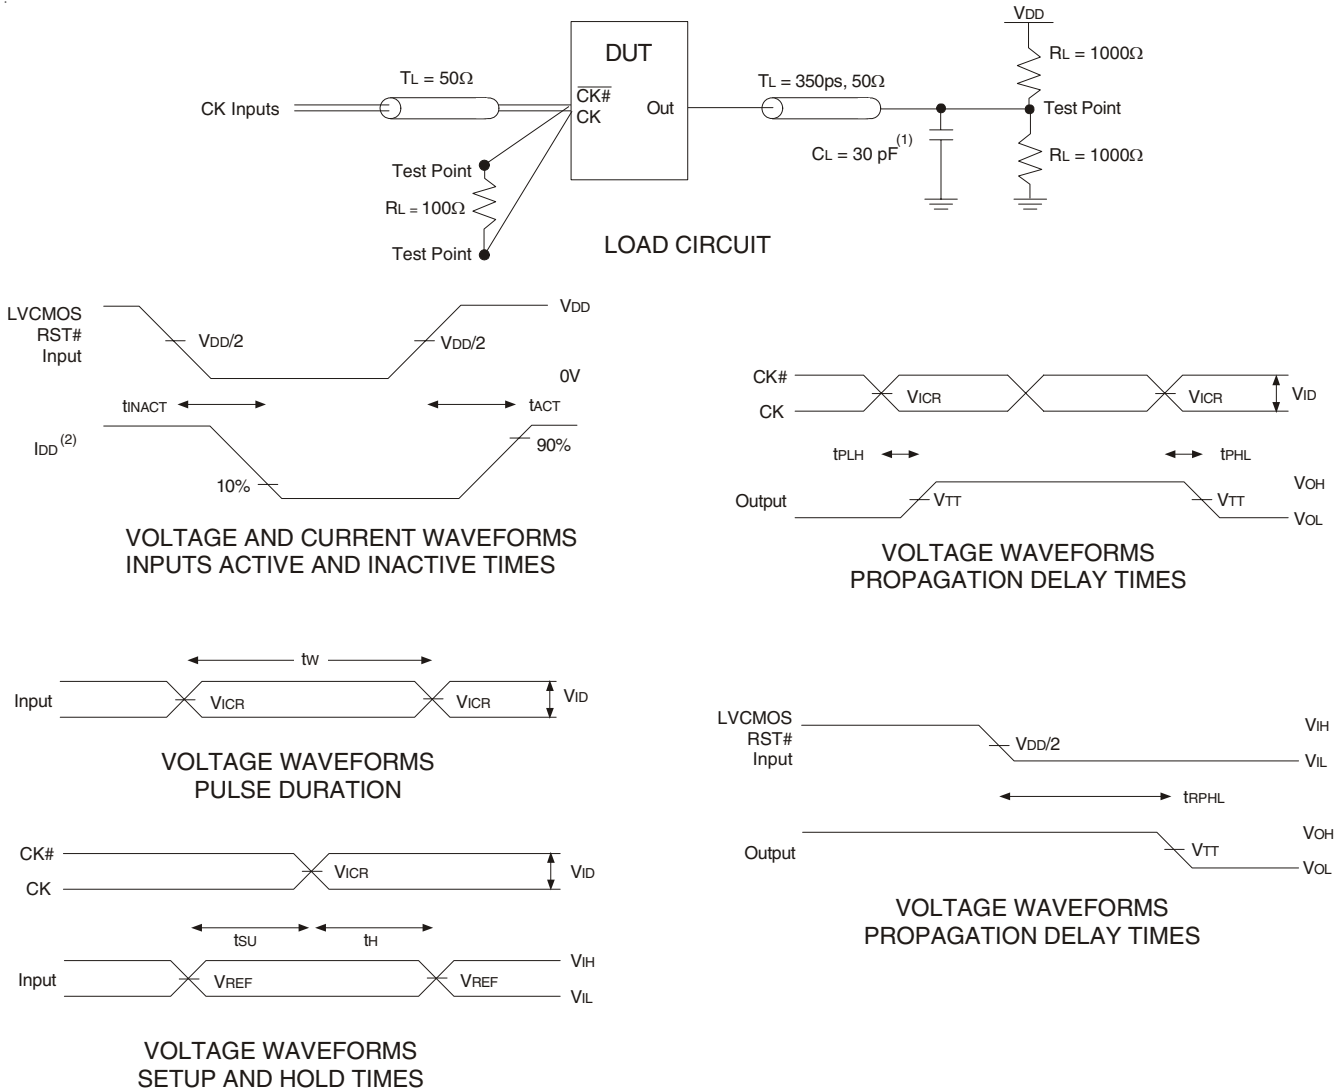 VDD
DUT
RL = 1000Ω
TL = 50Ω
TL = 350ps, 50Ω
CK Inputs
CK#
CK
Out
Test Point
CL = 30 pF(1)
RL = 1000Ω
Test Point
RL = 100Ω
Test Point
LOAD CIRCUIT
LVCMOS
RST#
Input
VDD/2
VDD/2
VDD
0V
tINACT
tACT
IDD(2)
10%
90%
VOLTAGE AND CURRENT WAVEFORMS
INPUTS ACTIVE AND INACTIVE TIMES
CK#
CK
VICR
VICR
VID
tPLH
tPHL
Output
VTT
VTT
VOH
VOL
VOLTAGE WAVEFORMS
PROPAGATION DELAY TIMES
tW
Input
VICR
VICR
VID
VOLTAGE WAVEFORMS
PULSE DURATION
LVCMOS
RST#
Input
VDD/2
VIH
VIL
tRPHL
Output
VTT
VOH
VOL
VOLTAGE WAVEFORMS
PROPAGATION DELAY TIMES
CK#
CK
VICR
VID
tSU
tH
Input
VREF
VREF
VIH
VIL
VOLTAGE WAVEFORMS
SETUP AND HOLD TIMES